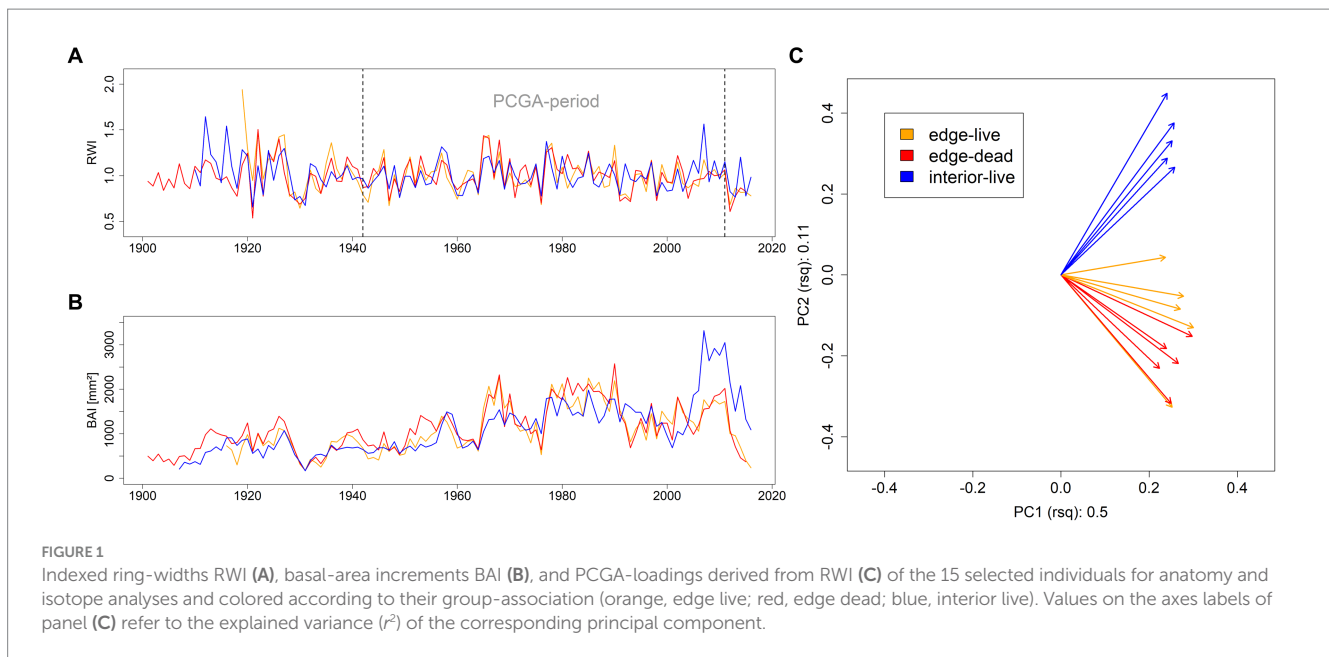 A
2.0
1.5
1.0
0.5
RWI
PCGA-period
1900
1920
1940
1960
1980
2000
2020
B
3000
2000
1000
0
BAI [mm²]
1900
1920
1940
1960
1980
2000
2020
C
edge-live
edge-dead
interior-live
0.4
0.2
0.0
-0.2
-0.4
PC2 (rsq): 0.11
-0.4
-0.2
0.0
0.2
0.4
PC1 (rsq): 0.5
FIGURE 1
Indexed ring-widths RWI (A), basal-area increments BAI (B), and PCGA-loadings derived from RWI (C) of the 15 selected individuals for anatomy and
isotope analyses and colored according to their group-association (orange, edge live; red, edge dead; blue, interior live). Values on the axes labels of
panel (C) refer to the explained variance (r²) of the corresponding principal component.